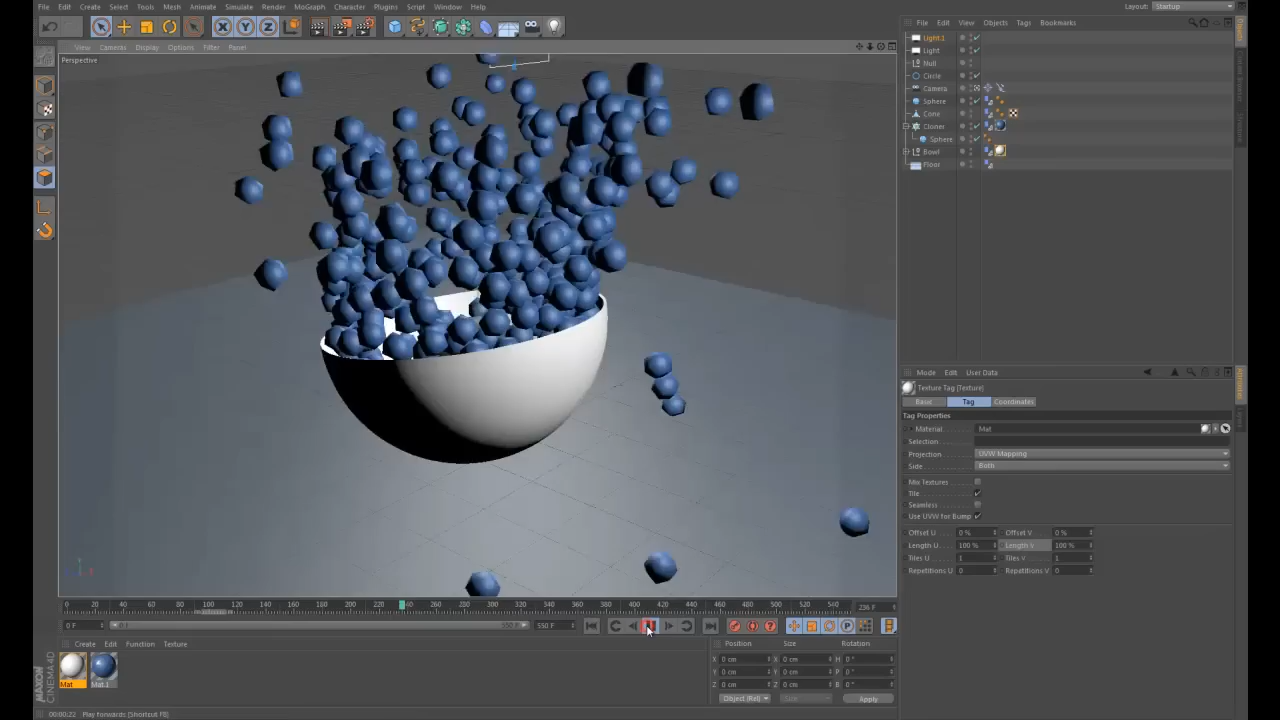 File Edit Create Select Tools Mesh Animate Simulate Render MoGraph Character Plugins Script Window Help
Layout: Startup
File Edit View Objects Tags Bookmarks
View Cameras Display Options Filter Panel
Perspective
Light.1
Light
Null
Circle
Camera
Sphere
Cone
Cloner
Sphere
Bowl
Floor
Mode Edit User Data
Texture Tag [Texture]
Basic Tag Coordinates
Tag Properties
Material Mat
Selection
Projection UVW Mapping
Side Both
Mix Textures
Tile
Seamless
Use UVW for Bump
Offset U 0 % Offset V 0 %
Length U 100 % Length V 100 %
Tiles U 1 Tiles V 1
Repetitions U 0 Repetitions V 0
0 20 40 60 80 100 120 140 160 180 200 220 240 260 280 300 320 340 360 380 400 420 440 460 480 500 520 540 236 F
0 F 0 F 550 F 550 F
Create Edit Function Texture
Mat Mat.1
Position Size Rotation
X 0 cm X 0 cm H 0 °
Y 0 cm Y 0 cm P 0 °
Z 0 cm Z 0 cm B 0 °
Object (Rel) Size Apply
MAXON CINEMA 4D
00:00:22 Play forwards [Shortcut F8]